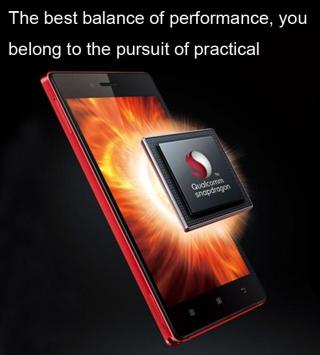 The best balance of performance, you
belong to the pursuit of practical
Qualcomm
snapdragon